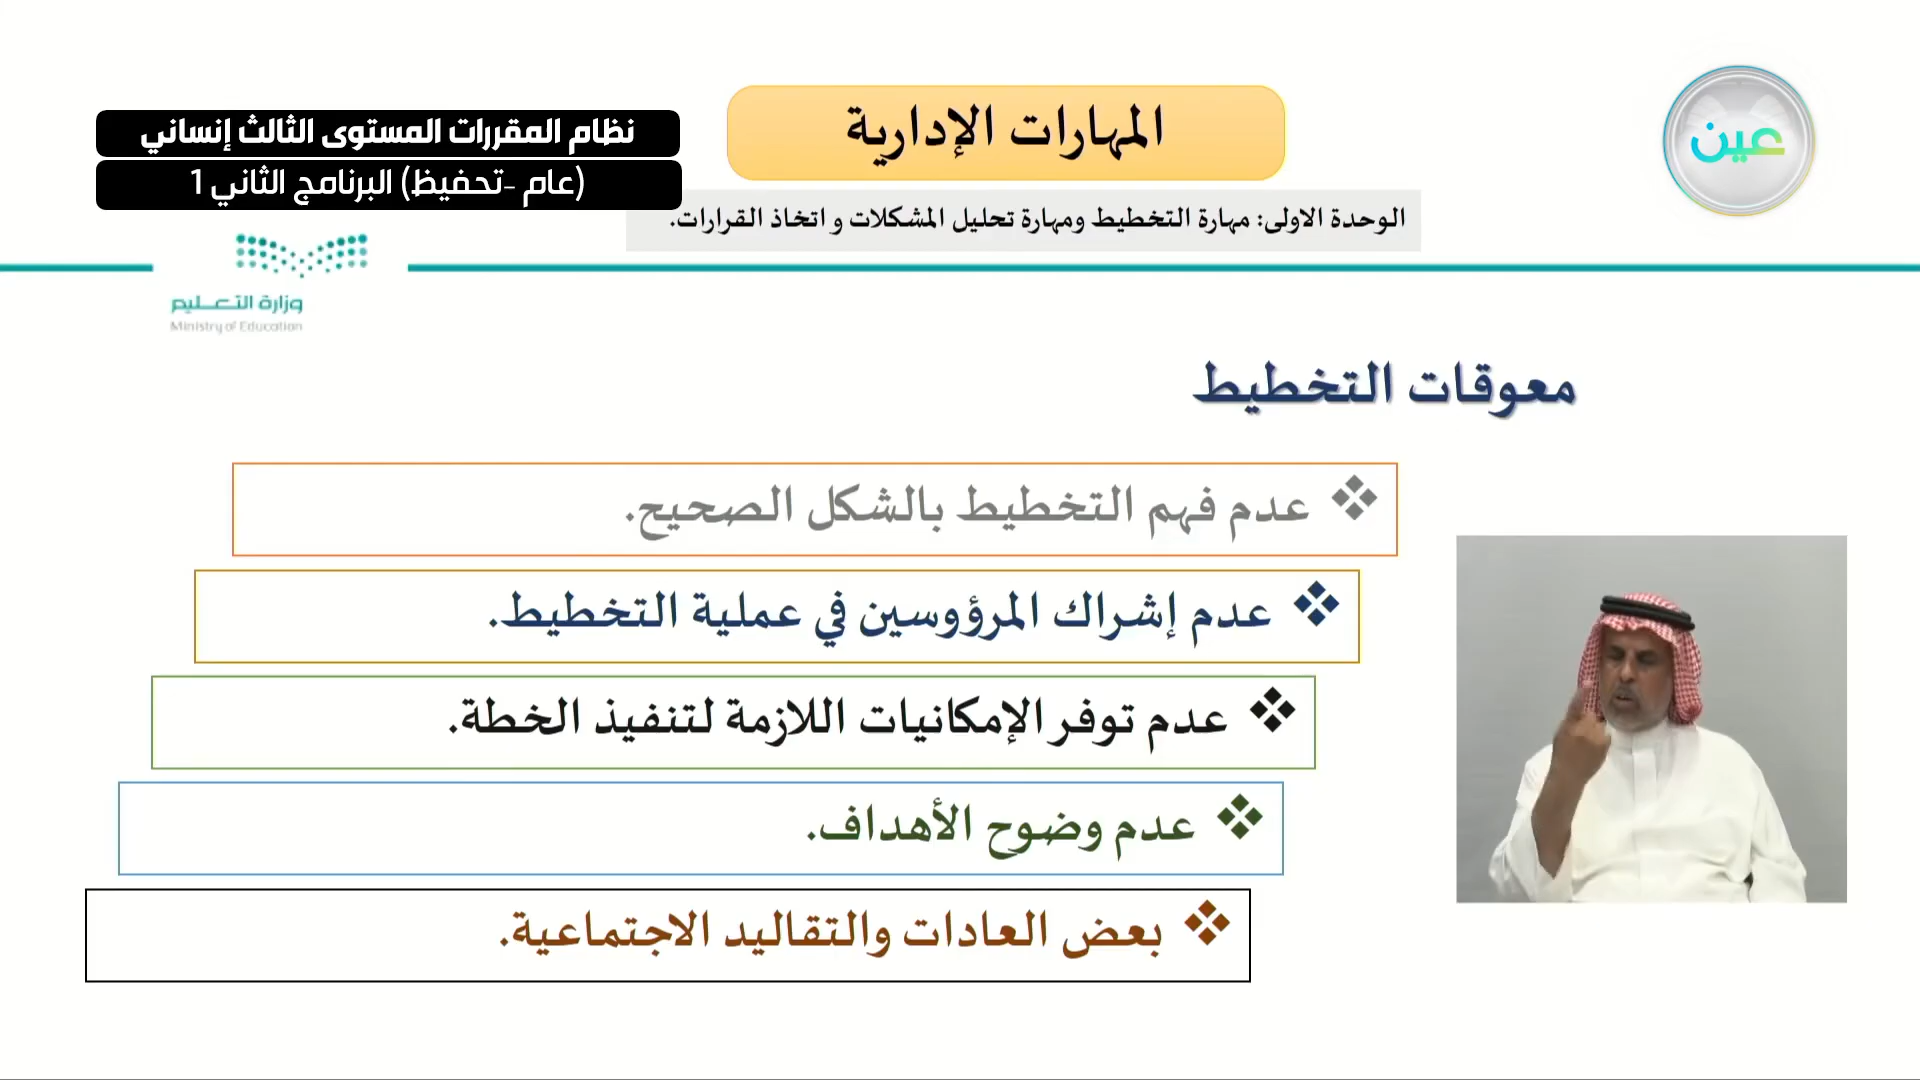 المهارات الإدارية
نظام المقررات المستوى الثالث إنساني
(عام -تحفيظ) البرنامج الثاني 1
عين
الوحدة الاولى: مهارة التخطيط ومهارة تحليل المشكلات و اتخاذ القرارات.
وزارة التعليم
Ministry of Education
معوقات التخطيط
عدم فهم التخطيط بالشكل الصحيح.
عدم إشراك المرؤوسين في عملية التخطيط.
عدم توفر الإمكانيات اللازمة لتنفيذ الخطة.
عدم وضوح الأهداف.
بعض العادات والتقاليد الاجتماعية.